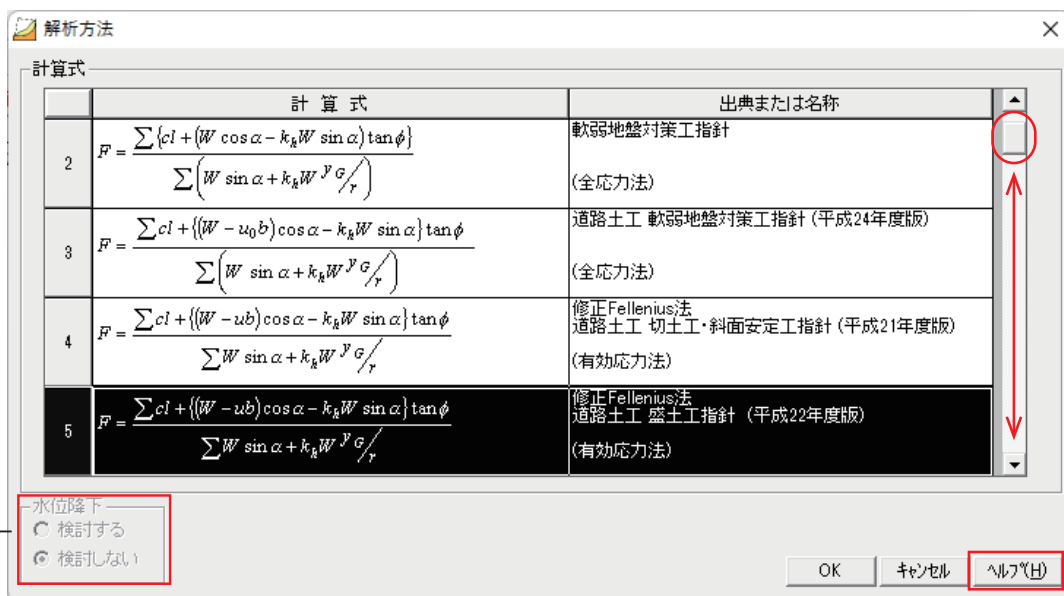 解析方法
計算式
計 算 式 出典または名称
2 F = ∑{cl + (W cos α − k_h W sin α) tan φ} / ∑(W sin α + k_h W y_G/r) 軟弱地盤対策工指針
(全応力法)
3 F = ∑cl + {(W − u₀b) cos α − k_h W sin α} tan φ / ∑(W sin α + k_h W y_G/r) 道路土工 軟弱地盤対策工指針 (平成24年度版)
(全応力法)
4 F = ∑cl + {(W − ub) cos α − k_h W sin α} tan φ / ∑W sin α + k_h W y_G/r 修正Fellenius法
道路土工 切土工・斜面安定工指針 (平成21年度版)
(有効応力法)
5 F = ∑cl + {(W − ub) cos α − k_h W sin α} tan φ / ∑W sin α + k_h W y_G/r 修正Fellenius法
道路土工 盛土工指針 (平成22年度版)
(有効応力法)
水位降下
検討する
検討しない
OK キャンセル ヘルプ(H)